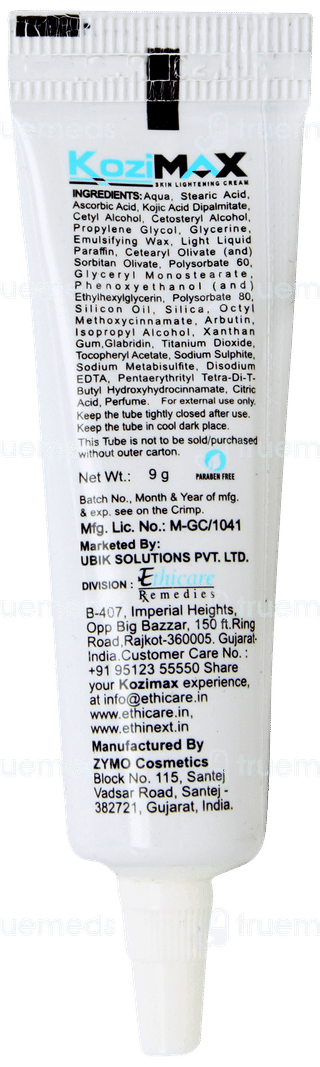 KoziMAX
SKIN LIGHTENING CREAM
INGREDIENTS: Aqua, Stearic Acid,
Ascorbic Acid, Kojic Acid Dipalmitate,
Cetyl Alcohol, Cetosteryl Alcohol,
Propylene Glycol, Glycerine,
Emulsifying Wax, Light Liquid
Paraffin, Cetearyl Olivate (and)
Sorbitan Olivate, Polysorbate 60,
Glyceryl Monostearate,
Phenoxyethanol (and)
Ethylhexylglycerin, Polysorbate 80,
Silicon Oil, Silica, Octyl
Methoxycinnamate, Arbutin,
Isopropyl Alcohol, Xanthan
Gum,Glabridin, Titanium Dioxide,
Tocopheryl Acetate, Sodium Sulphite,
Sodium Metabisulfite, Disodium
EDTA, Pentaerythrityl Tetra-Di-T-
Butyl Hydroxyhydrocinnamate, Citric
Acid, Perfume. For external use only.
Keep the tube tightly closed after use.
Keep the tube in cool dark place.
This Tube is not to be sold/purchased
without outer carton.
Net Wt.: 9 g
PARABEN FREE
Batch No., Month & Year of mfg.
& exp. see on the Crimp.
Mfg. Lic. No.: M-GC/1041
Marketed By:
UBIK SOLUTIONS PVT. LTD.
DIVISION : Ethicare
Remedies
B-407, Imperial Heights,
Opp Big Bazzar, 150 ft.Ring
Road,Rajkot-360005. Gujarat-
India.Customer Care No. :
+91 95123 55550 Share
your Kozimax experience,
at info@ethicare.in
www.ethicare.in,
www.ethinext.in
Manufactured By
ZYMO Cosmetics
Block No. 115, Santej
Vadsar Road, Santej -
382721, Gujarat, India.
truemeds